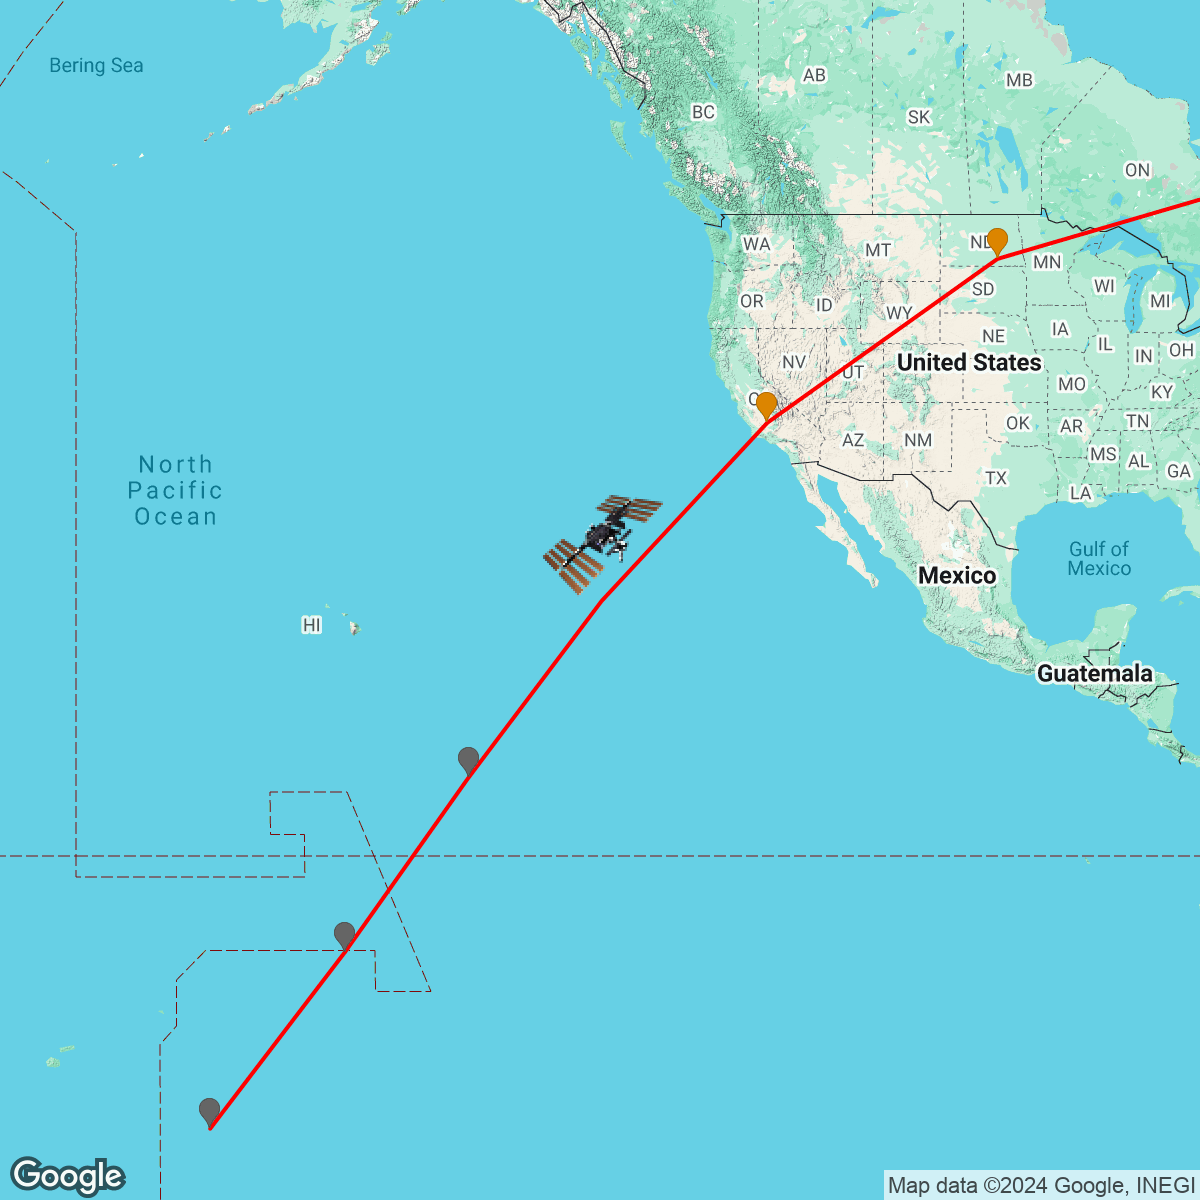 Bering Sea
AB
MB
BC
SK
ON
WA
MT
ND
MN
OR
ID
WY
SD
WI
MI
NV
UT
NE
IA
IL
IN
OH
United States
MO
KY
C
AZ
NM
OK
AR
TN
MS
AL
GA
TX
LA
North
Pacific
Ocean
Gulf of
Mexico
Mexico
HI
Guatemala
Google
Map data ©2024 Google, INEGI